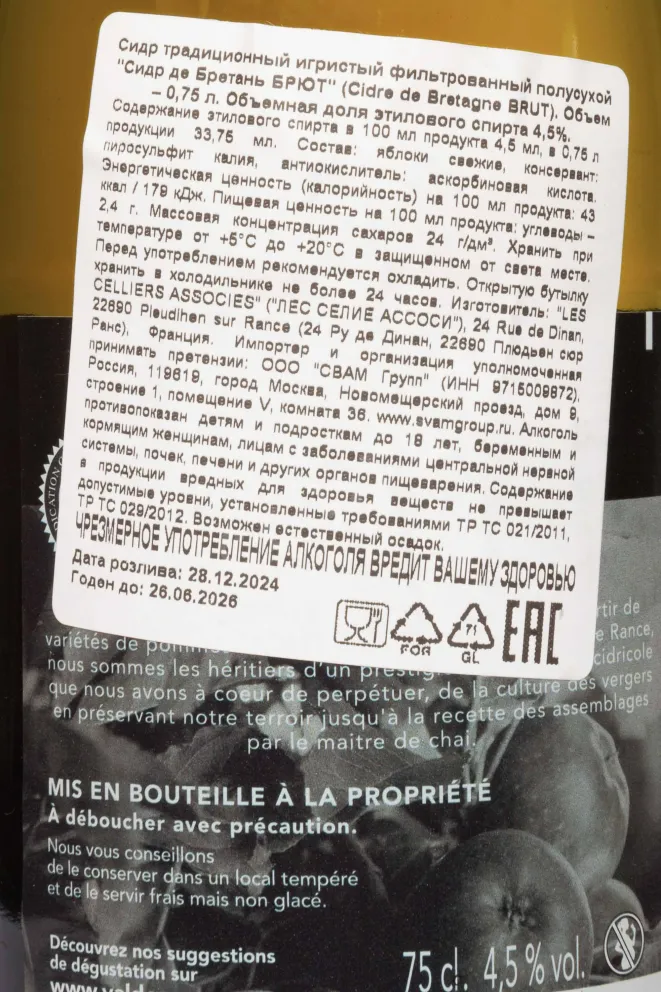 Сидр традиционный игристый фильтрованный полусухой
"Сидр де Бретань БРЮТ" (Cidre de Bretagne BRUT). Объем
– 0,75 л. Объемная доля этилового спирта 4,5%.
Содержание этилового спирта в 100 мл продукта 4,5 мл, в 0,75 л
продукции 33,75 мл. Состав: яблоки свежие, консервант:
пиросульфит калия, антиокислитель: аскорбиновая кислота.
Энергетическая ценность (калорийность) на 100 мл продукта: 43
ккал / 179 кДж. Пищевая ценность на 100 мл продукта: углеводы –
2,4 г. Массовая концентрация сахаров 24 г/дм³. Хранить при
температуре от +5°С до +20°С в защищенном от света месте.
Перед употреблением рекомендуется охладить. Открытую бутылку
хранить в холодильнике не более 24 часов. Изготовитель: "LES
CELLIERS ASSOCIES" ("ЛЕС СЕЛИЕ АССОСИ"), 24 Rue de Dinan,
22690 Pleudihen sur Rance (24 Ру де Динан, 22690 Плюдьен сюр
Ранс), Франция. Импортер и организация уполномоченная
принимать претензии: ООО "СВАМ Групп" (ИНН 9715009872),
Россия, 119619, город Москва, Новомещерский проезд, дом 9,
строение 1, помещение V, комната 36. www.svamgroup.ru. Алкоголь
противопоказан детям и подросткам до 18 лет, беременным и
кормящим женщинам, лицам с заболеваниями центральной нервной
системы, почек, печени и других органов пищеварения. Содержание
в продукции вредных для здоровья веществ не превышает
допустимые уровни, установленные требованиями ТР ТС 021/2011,
ТР ТС 029/2012. Возможен естественный осадок.
ЧРЕЗМЕРНОЕ УПОТРЕБЛЕНИЕ АЛКОГОЛЯ ВРЕДИТ ВАШЕМУ ЗДОРОВЬЮ
Дата розлива: 28.12.2024
Годен до: 26.06.2026
FOR
71
GL
EAC
rtir de
e Rance,
variétés de pomm
cidricole
nous sommes les héritiers d'un prestig
que nous avons à coeur de perpétuer, de la culture des vergers
en préservant notre terroir jusqu'à la recette des assemblages
par le maitre de chai.
MIS EN BOUTEILLE À LA PROPRIÉTÉ
À déboucher avec précaution.
Nous vous conseillons
de le conserver dans un local tempéré
et de le servir frais mais non glacé.
Découvrez nos suggestions
de dégustation sur
75 cl. 4,5 % vol.